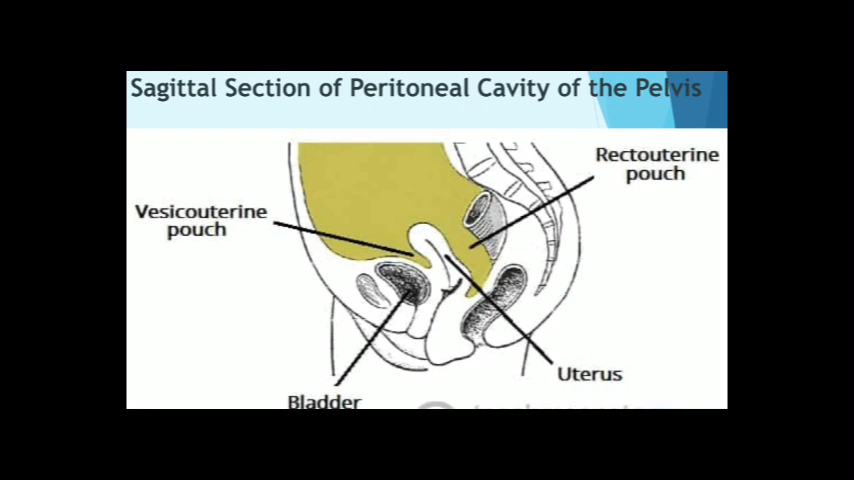 Sagittal Section of Peritoneal Cavity of the Pelvis
Rectouterine
pouch
Vesicouterine
pouch
Uterus
Bladder